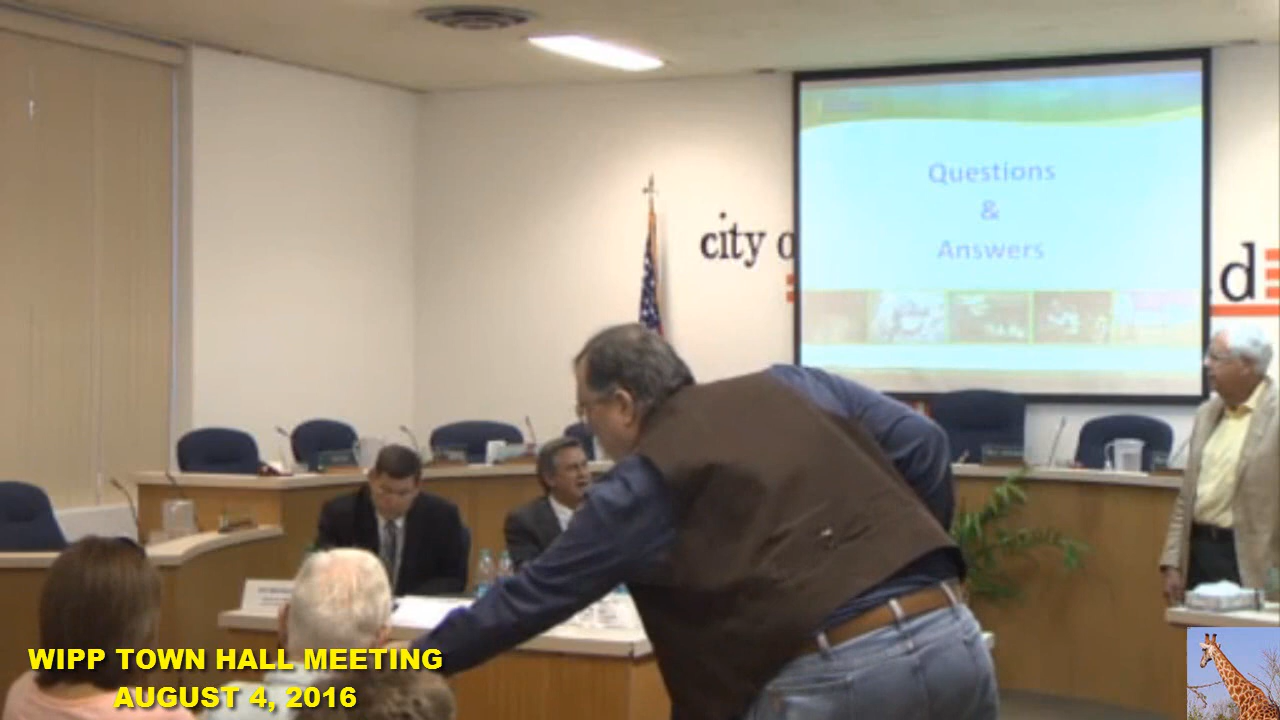 city o
d
Questions
&
Answers
WIPP TOWN HALL MEETING
AUGUST 4, 2016